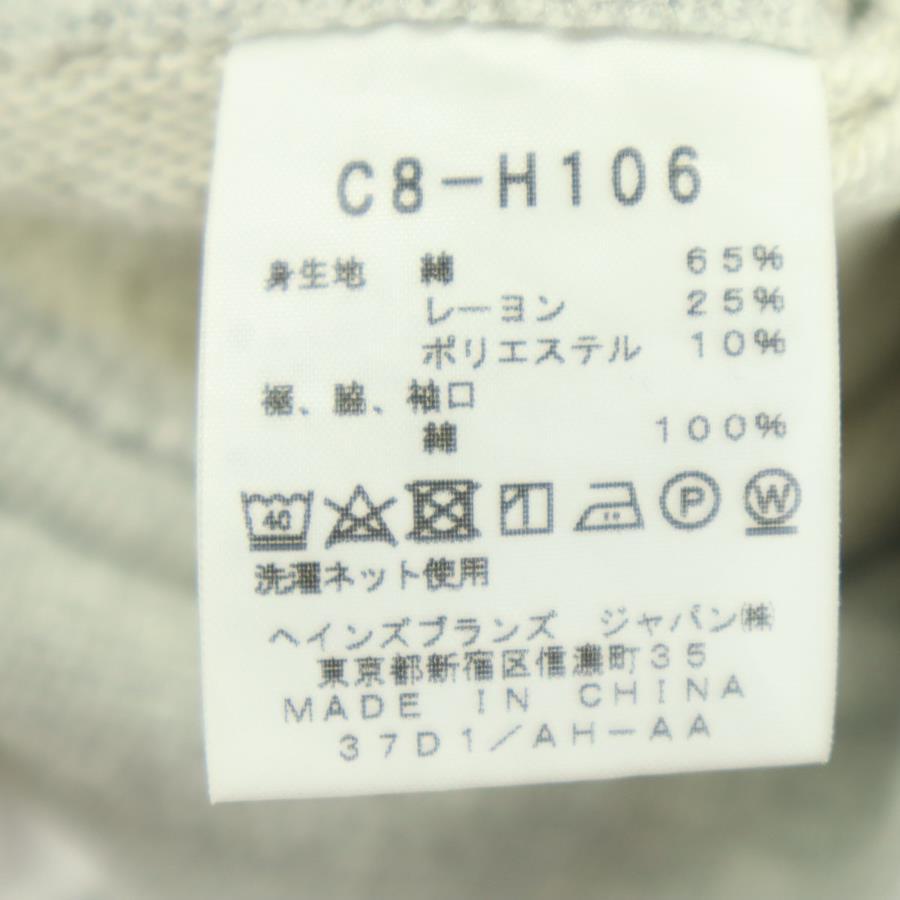 C8-H106
身生地 綿 65%
レーヨン 25%
ポリエステル 10%
裾、脇、袖口
綿 100%
40 P W
洗濯ネット使用
ヘインズブランズ ジャパン㈱
東京都新宿区信濃町35
MADE IN CHINA
37D1/AH-AA